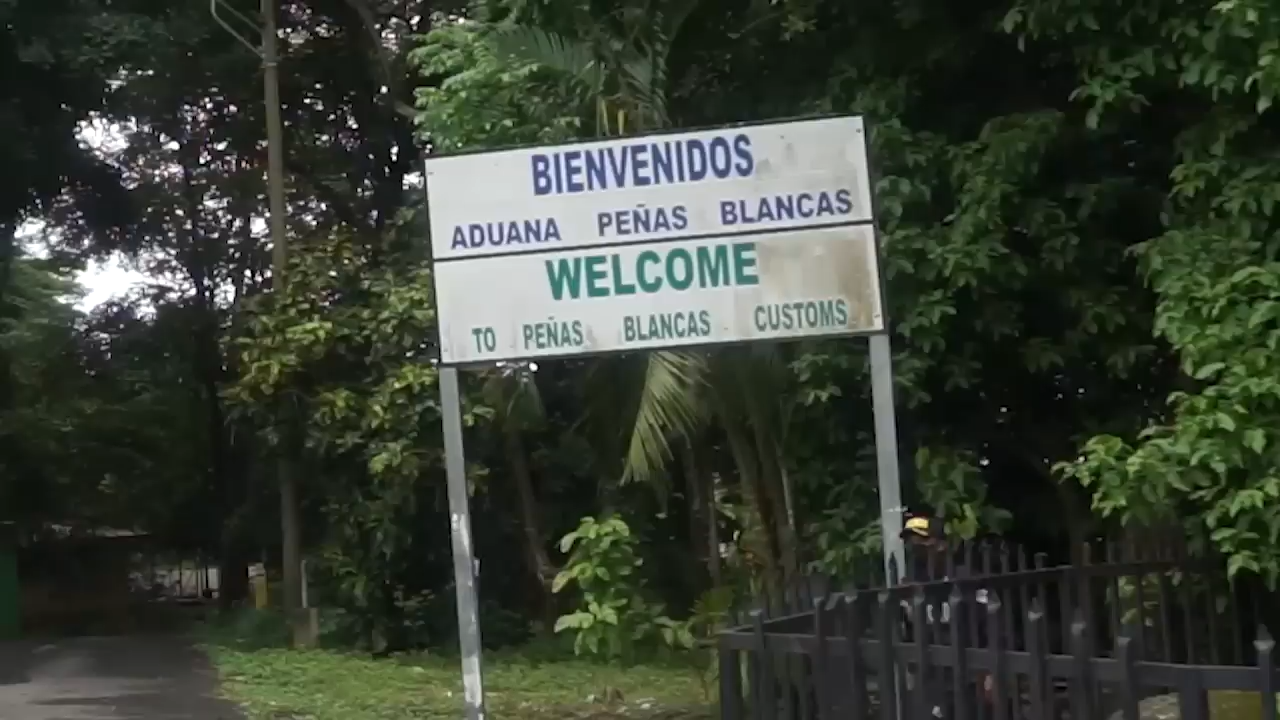 BIENVENIDOS
ADUANA PEÑAS BLANCAS
WELCOME
TO PEÑAS BLANCAS CUSTOMS